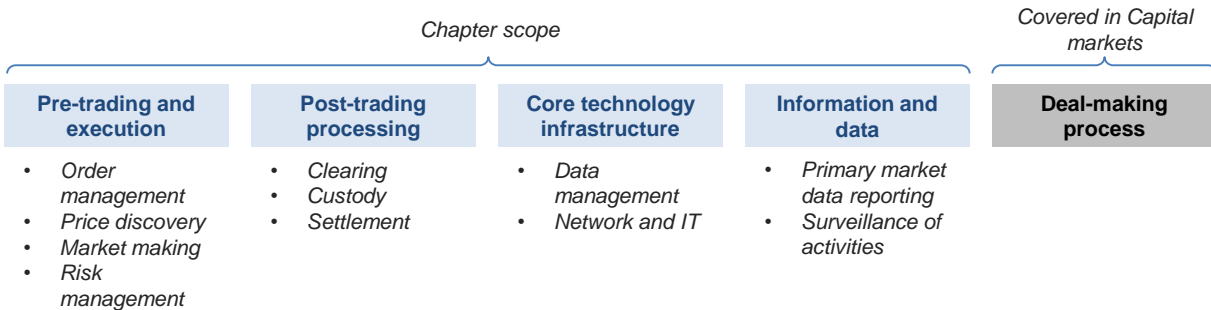 Chapter scope
Covered in Capital
markets
Pre-trading and
execution
Post-trading
processing
Core technology
infrastructure
Information and
data
Deal-making
process
• Order
management
• Price discovery
• Market making
• Risk
management
• Clearing
• Custody
• Settlement
• Data
management
• Network and IT
• Primary market
data reporting
• Surveillance of
activities